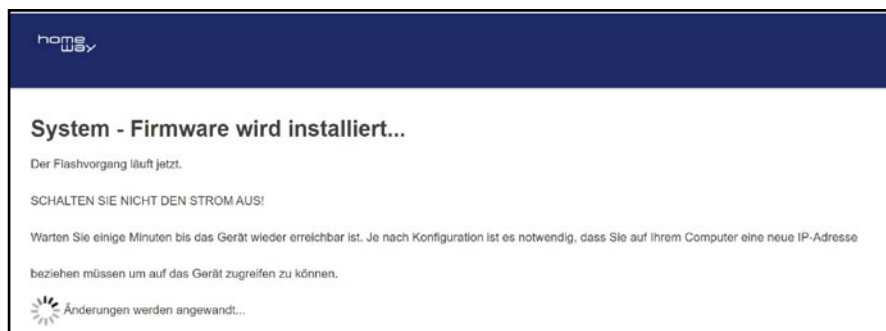 home
way
System - Firmware wird installiert...
Der Flashvorgang läuft jetzt.
SCHALTEN SIE NICHT DEN STROM AUS!
Warten Sie einige Minuten bis das Gerät wieder erreichbar ist. Je nach Konfiguration ist es notwendig, dass Sie auf Ihrem Computer eine neue IP-Adresse
beziehen müssen um auf das Gerät zugreifen zu können.
Änderungen werden angewandt...